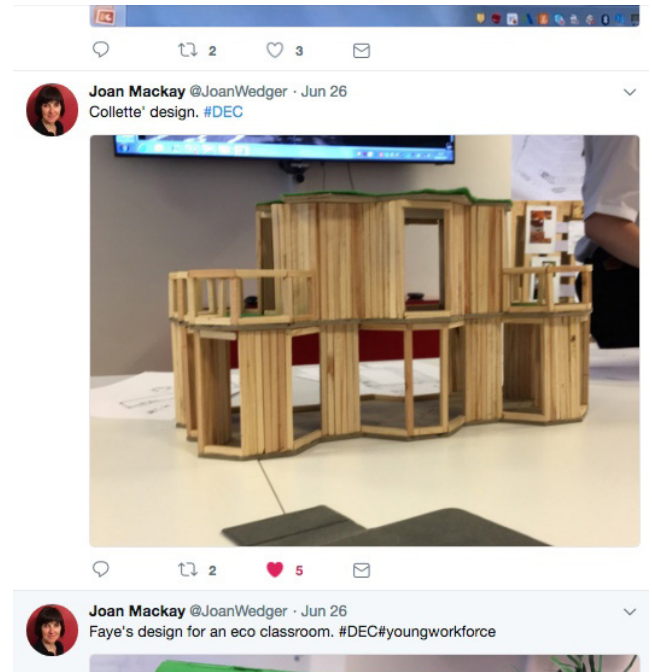 2 3
Joan Mackay @JoanWedger · Jun 26
Collette' design. #DEC
2 5
Joan Mackay @JoanWedger · Jun 26
Faye's design for an eco classroom. #DEC#youngworkforce